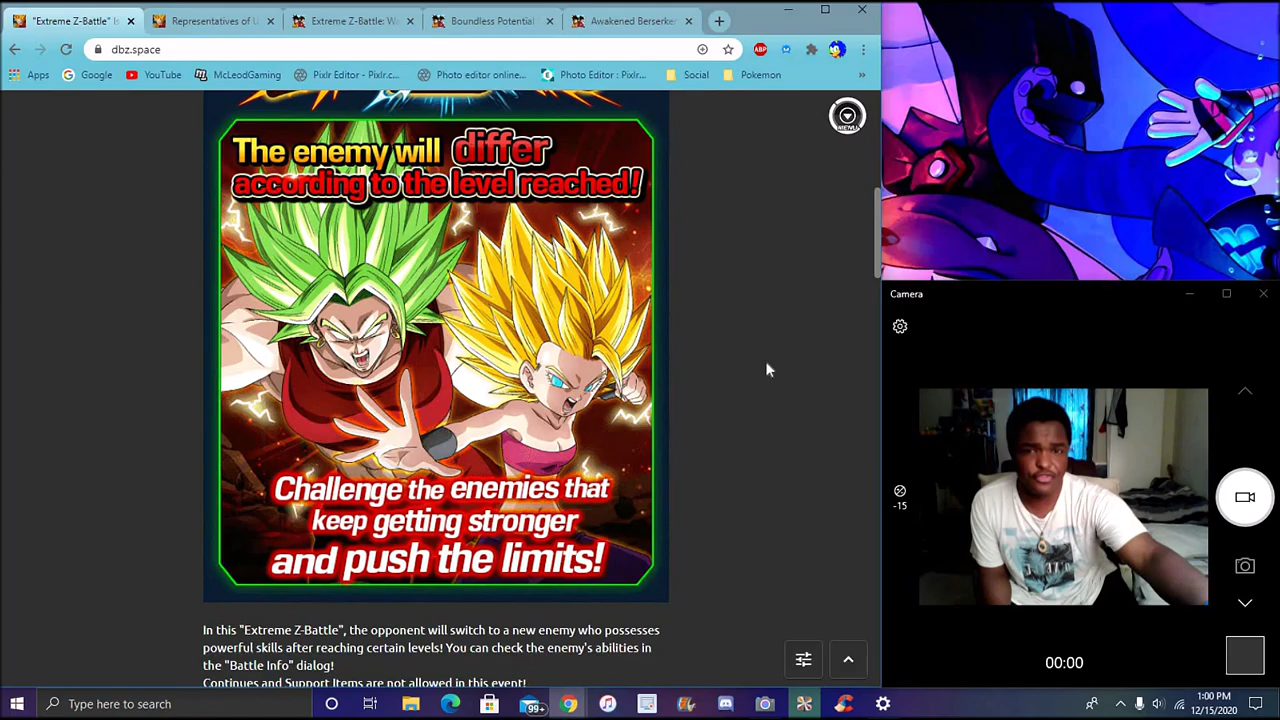 "Extreme Z-Battle" Is
Representatives of U
Extreme Z-Battle: Wa
Boundless Potential
Awakened Berserker
dbz.space
ABP
Apps
Google
YouTube
McLeodGaming
Pixlr Editor - Pixlr.c...
Photo editor online...
Photo Editor : Pixlr...
Social
Pokemon
»
MENU
The enemy will differ
according to the level reached!
Challenge the enemies that
keep getting stronger
and push the limits!
In this "Extreme Z-Battle", the opponent will switch to a new enemy who possesses
powerful skills after reaching certain levels! You can check the enemy's abilities in
the "Battle Info" dialog!
Continues and Support Items are not allowed in this event!
Camera
-15
00:00
Type here to search
99+
1:00 PM
12/15/2020